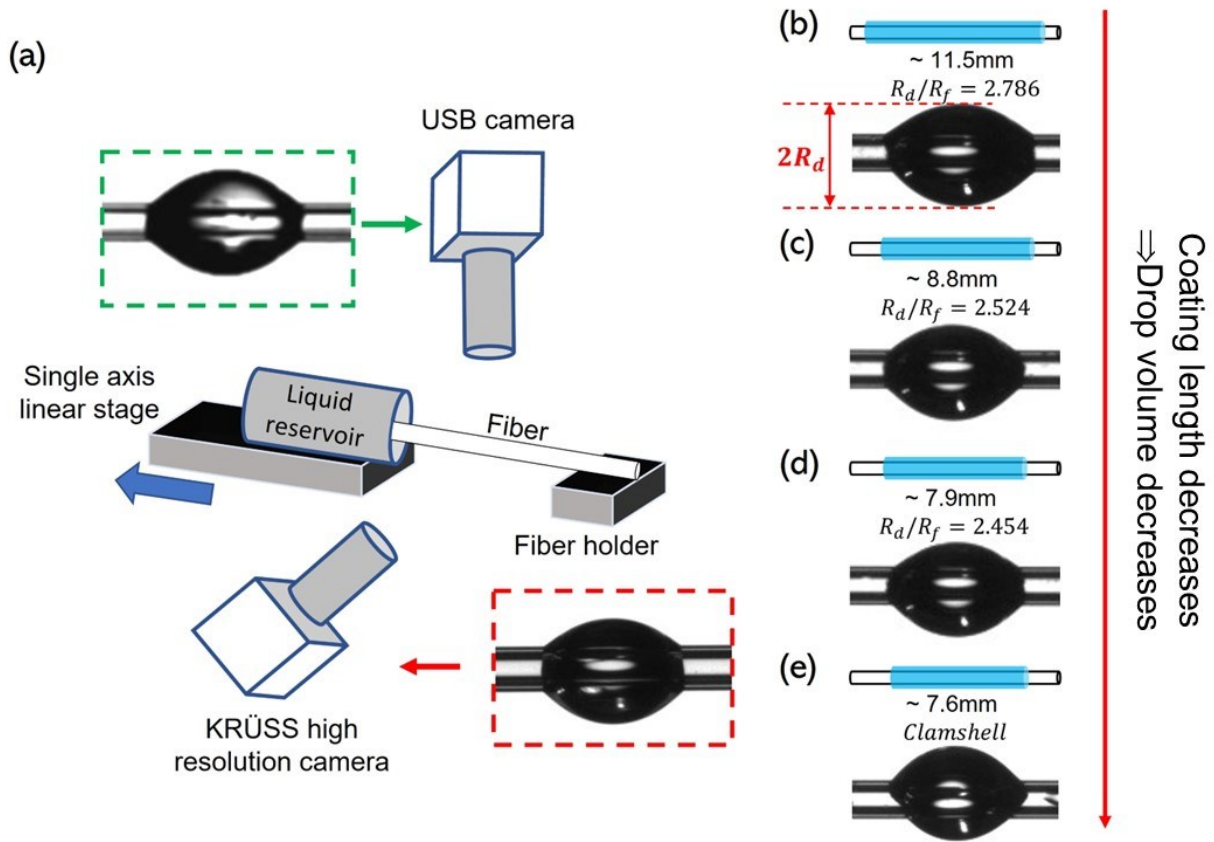 (a)
USB camera
Single axis
linear stage
Liquid
reservoir
Fiber
Fiber holder
KRÜSS high
resolution camera
(b)
~ 11.5mm
R_d/R_f = 2.786
2R_d
(c)
~ 8.8mm
R_d/R_f = 2.524
(d)
~ 7.9mm
R_d/R_f = 2.454
(e)
~ 7.6mm
Clamshell
Coating length decreases
⇒Drop volume decreases